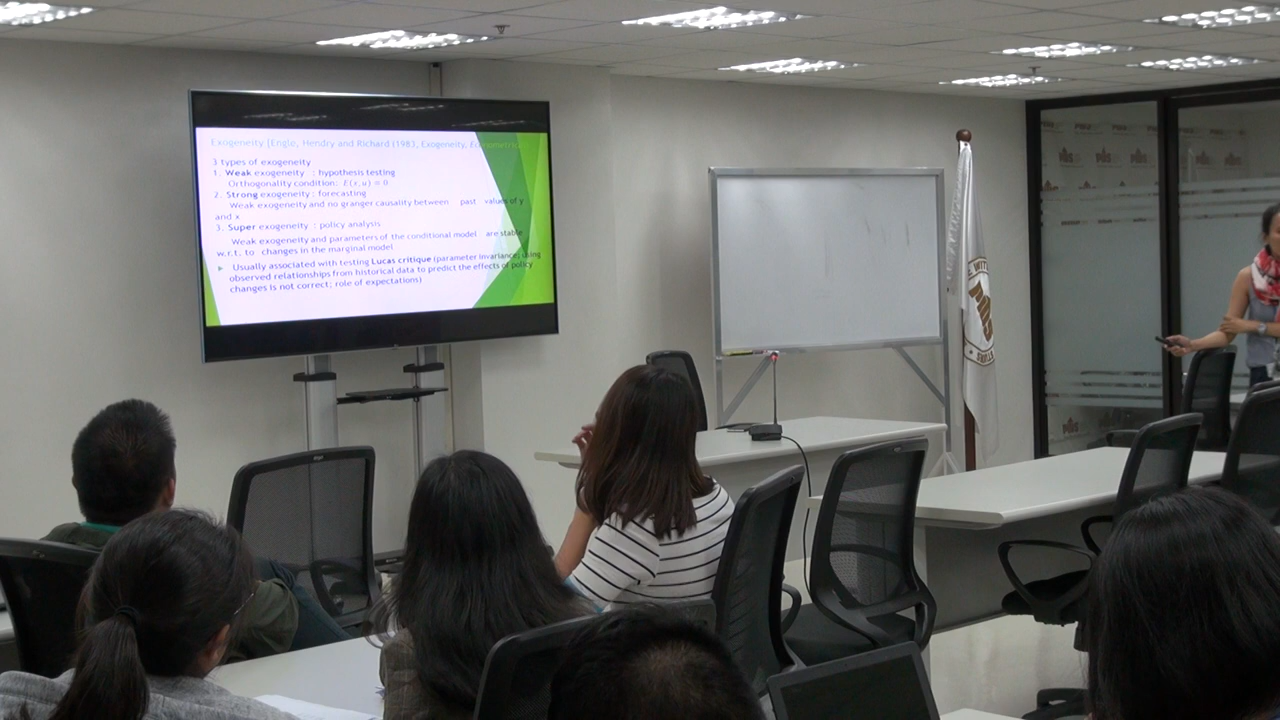 Exogeneity [Engle, Hendry and Richard (1983, Exogeneity, Econometrica
3 types of exogeneity
1. Weak exogeneity : hypothesis testing
Orthogonality condition: E(x,u) = 0
2. Strong exogeneity : forecasting
Weak exogeneity and no granger causality between past values of y
and x
3. Super exogeneity : policy analysis
Weak exogeneity and parameters of the conditional model are stable
w.r.t. to changes in the marginal model
Usually associated with testing Lucas critique (parameter invariance; using
observed relationships from historical data to predict the effects of policy
changes is not correct; role of expectations)